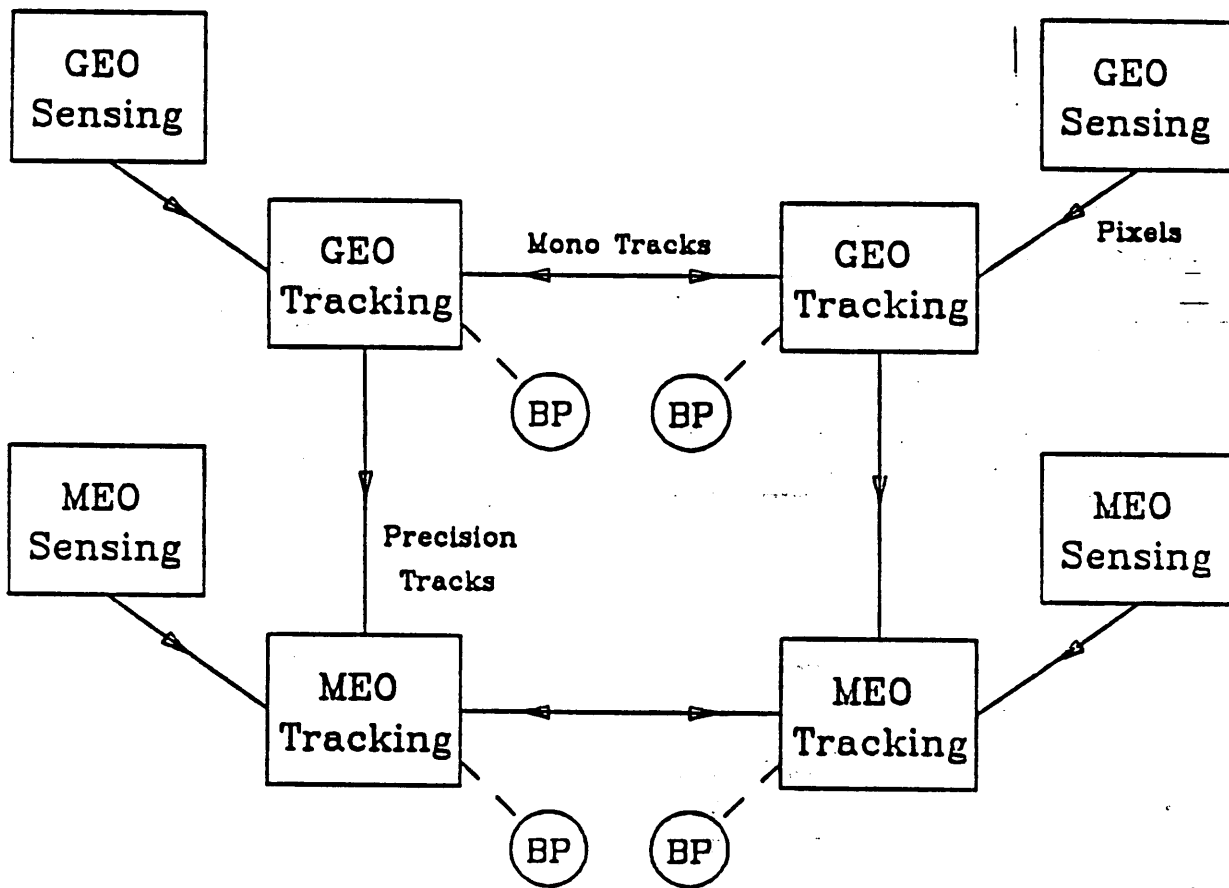 GEO
Sensing
GEO
Sensing
GEO
Tracking
Mono Tracks
GEO
Tracking
Pixels
BP
BP
MEO
Sensing
Precision
Tracks
MEO
Sensing
MEO
Tracking
MEO
Tracking
BP
BP